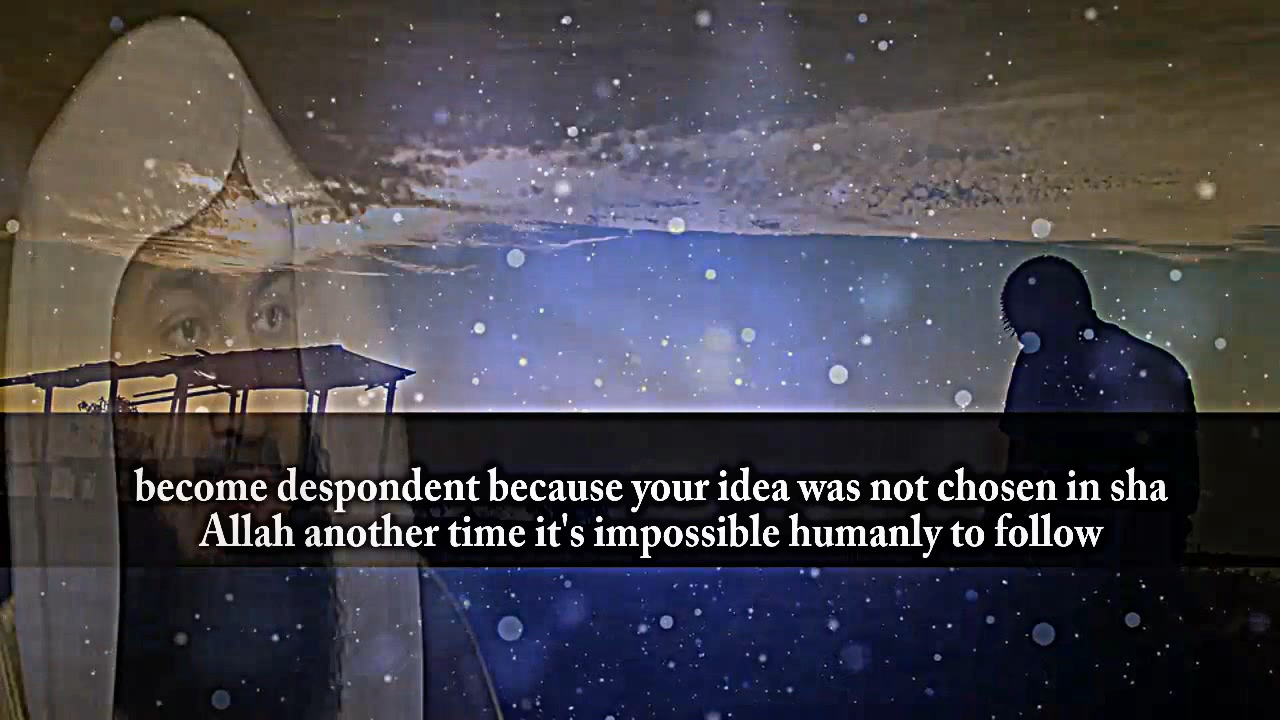 become despondent because your idea was not chosen in sha
Allah another time it's impossible humanly to follow